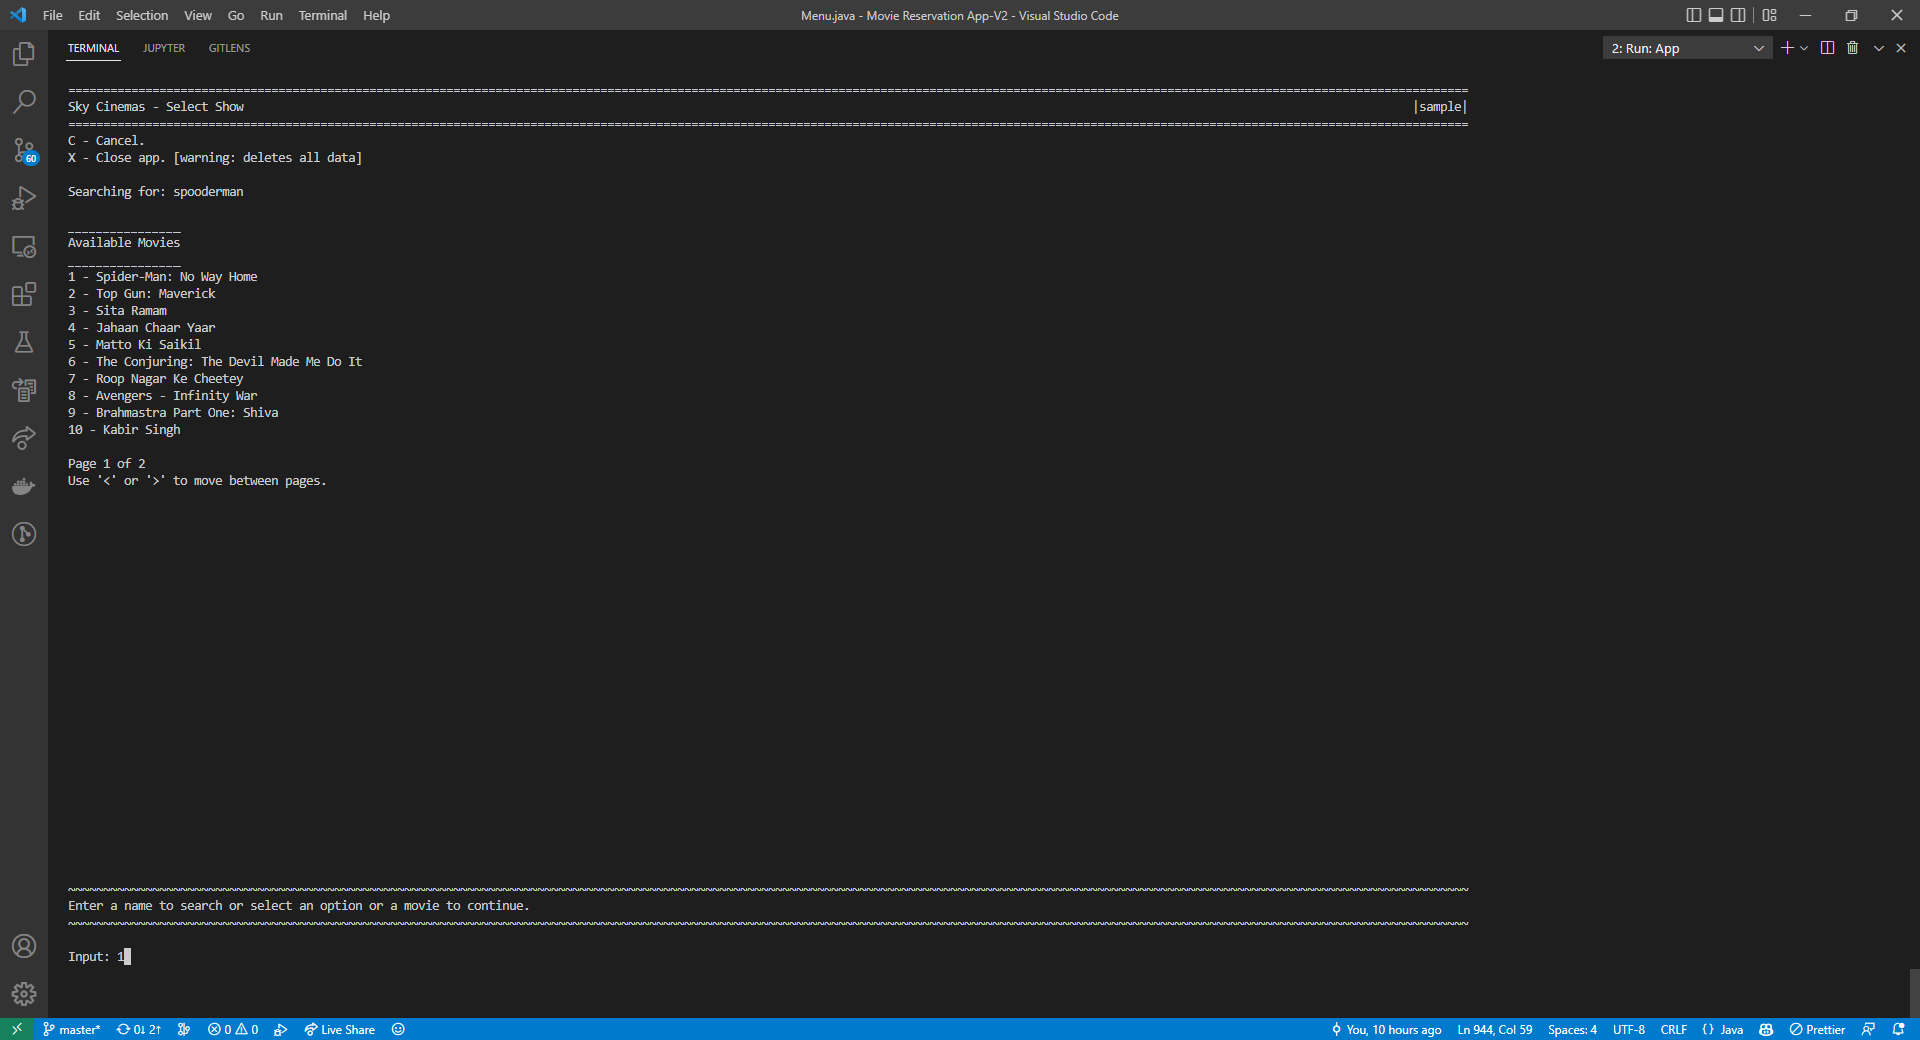 File Edit Selection View Go Run Terminal Help Menu.java - Movie Reservation App-V2 - Visual Studio Code
TERMINAL JUPYTER GITLENS 2: Run: App
Sky Cinemas - Select Show |sample|
C - Cancel.
X - Close app. [warning: deletes all data]
60
Searching for: spooderman
Available Movies
1 - Spider-Man: No Way Home
2 - Top Gun: Maverick
3 - Sita Ramam
4 - Jahaan Chaar Yaar
5 - Matto Ki Saikil
6 - The Conjuring: The Devil Made Me Do It
7 - Roop Nagar Ke Cheetey
8 - Avengers - Infinity War
9 - Brahmastra Part One: Shiva
10 - Kabir Singh
Page 1 of 2
Use '<' or '>' to move between pages.
Enter a name to search or select an option or a movie to continue.
Input: 1
master* 0↓ 2↑ 0 0 Live Share You, 10 hours ago Ln 944, Col 59 Spaces: 4 UTF-8 CRLF {} Java Prettier